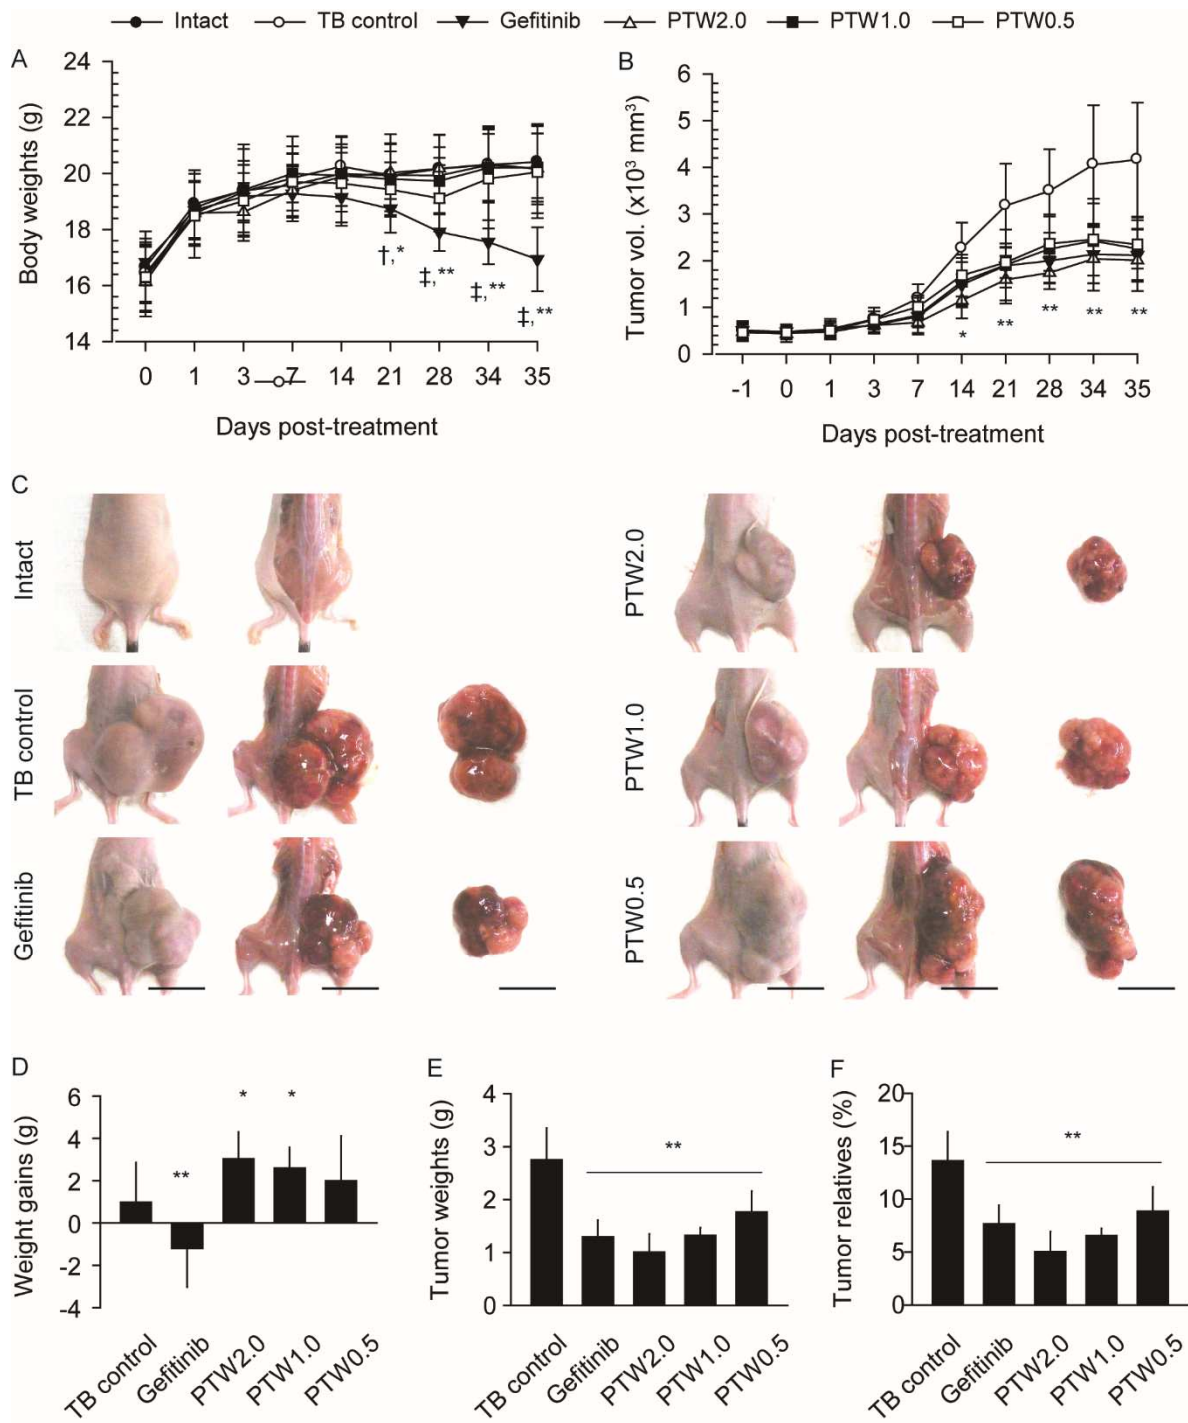 Intact TB control Gefitinib PTW2.0 PTW1.0 PTW0.5
A
Body weights (g)
24
22
20
18
16
14
†,*
‡,**
‡,**
‡,**
0 1 3 7 14 21 28 34 35
Days post-treatment
B
Tumor vol. (x10³ mm³)
6
5
4
3
2
1
0
* ** ** ** **
-1 0 1 3 7 14 21 28 34 35
Days post-treatment
C
Intact
TB control
Gefitinib
PTW2.0
PTW1.0
PTW0.5
D
Weight gains (g)
6
4
2
0
-2
-4
**
*
*
TB control
Gefitinib
PTW2.0
PTW1.0
PTW0.5
E
Tumor weights (g)
4
3
2
1
0
**
TB control
Gefitinib
PTW2.0
PTW1.0
PTW0.5
F
Tumor relatives (%)
20
15
10
5
0
**
TB control
Gefitinib
PTW2.0
PTW1.0
PTW0.5